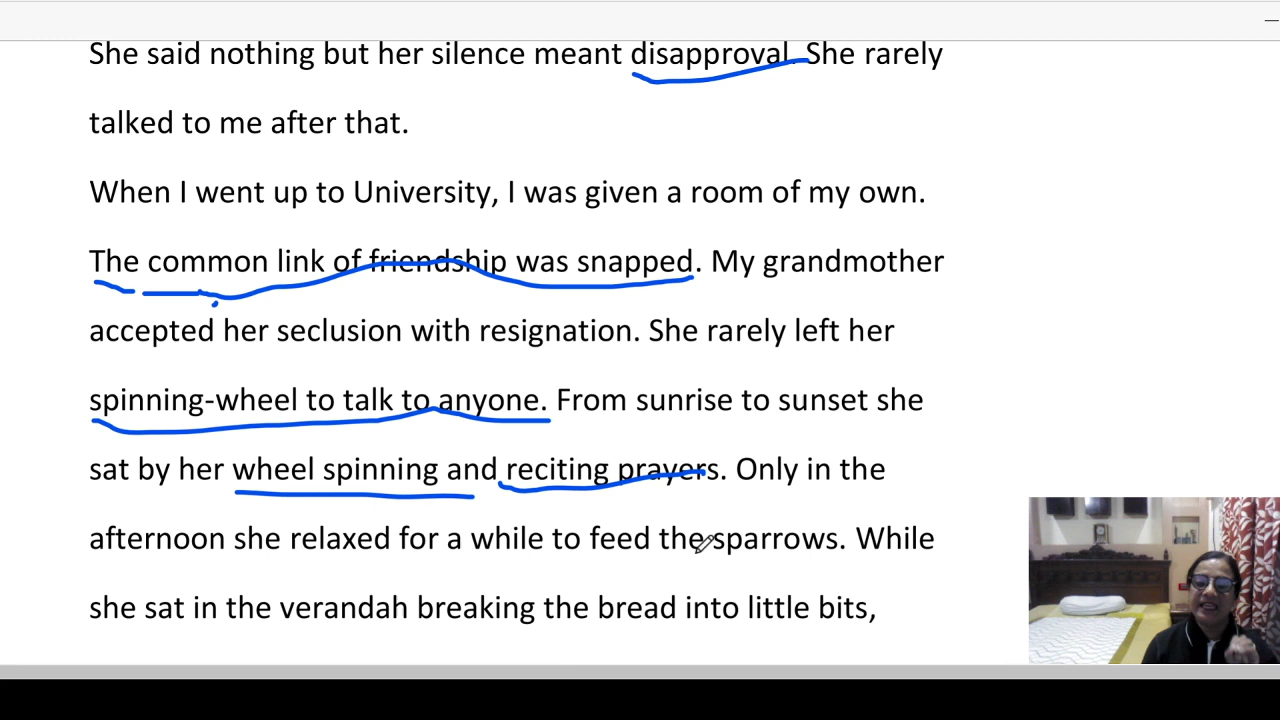 She said nothing but her silence meant disapproval. She rarely
talked to me after that.
When I went up to University, I was given a room of my own.
The common link of friendship was snapped. My grandmother
accepted her seclusion with resignation. She rarely left her
spinning-wheel to talk to anyone. From sunrise to sunset she
sat by her wheel spinning and reciting prayers. Only in the
afternoon she relaxed for a while to feed the sparrows. While
she sat in the verandah breaking the bread into little bits,